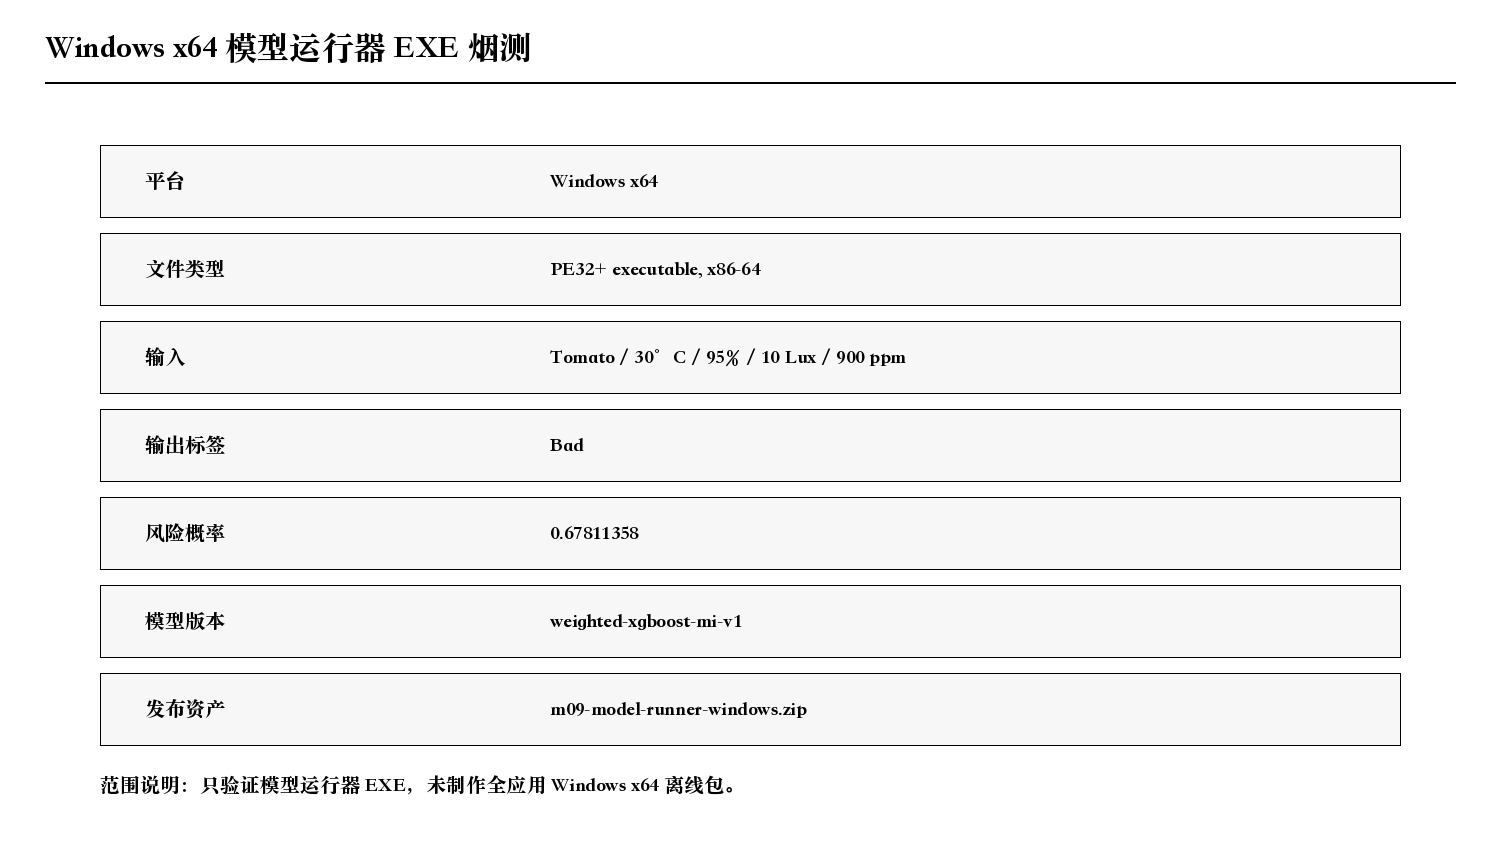 Windows x64 模型运行器 EXE 烟测
平台 Windows x64
文件类型 PE32+ executable, x86-64
输入 Tomato / 30° C / 95% / 10 Lux / 900 ppm
输出标签 Bad
风险概率 0.67811358
模型版本 weighted-xgboost-mi-v1
发布资产 m09-model-runner-windows.zip
范围说明：只验证模型运行器 EXE，未制作全应用 Windows x64 离线包。